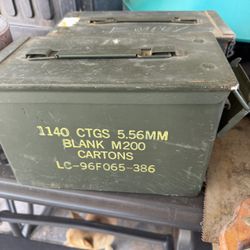 1140 CTGS 5.56MM
BLANK M200
CARTONS
LC-96F065-386